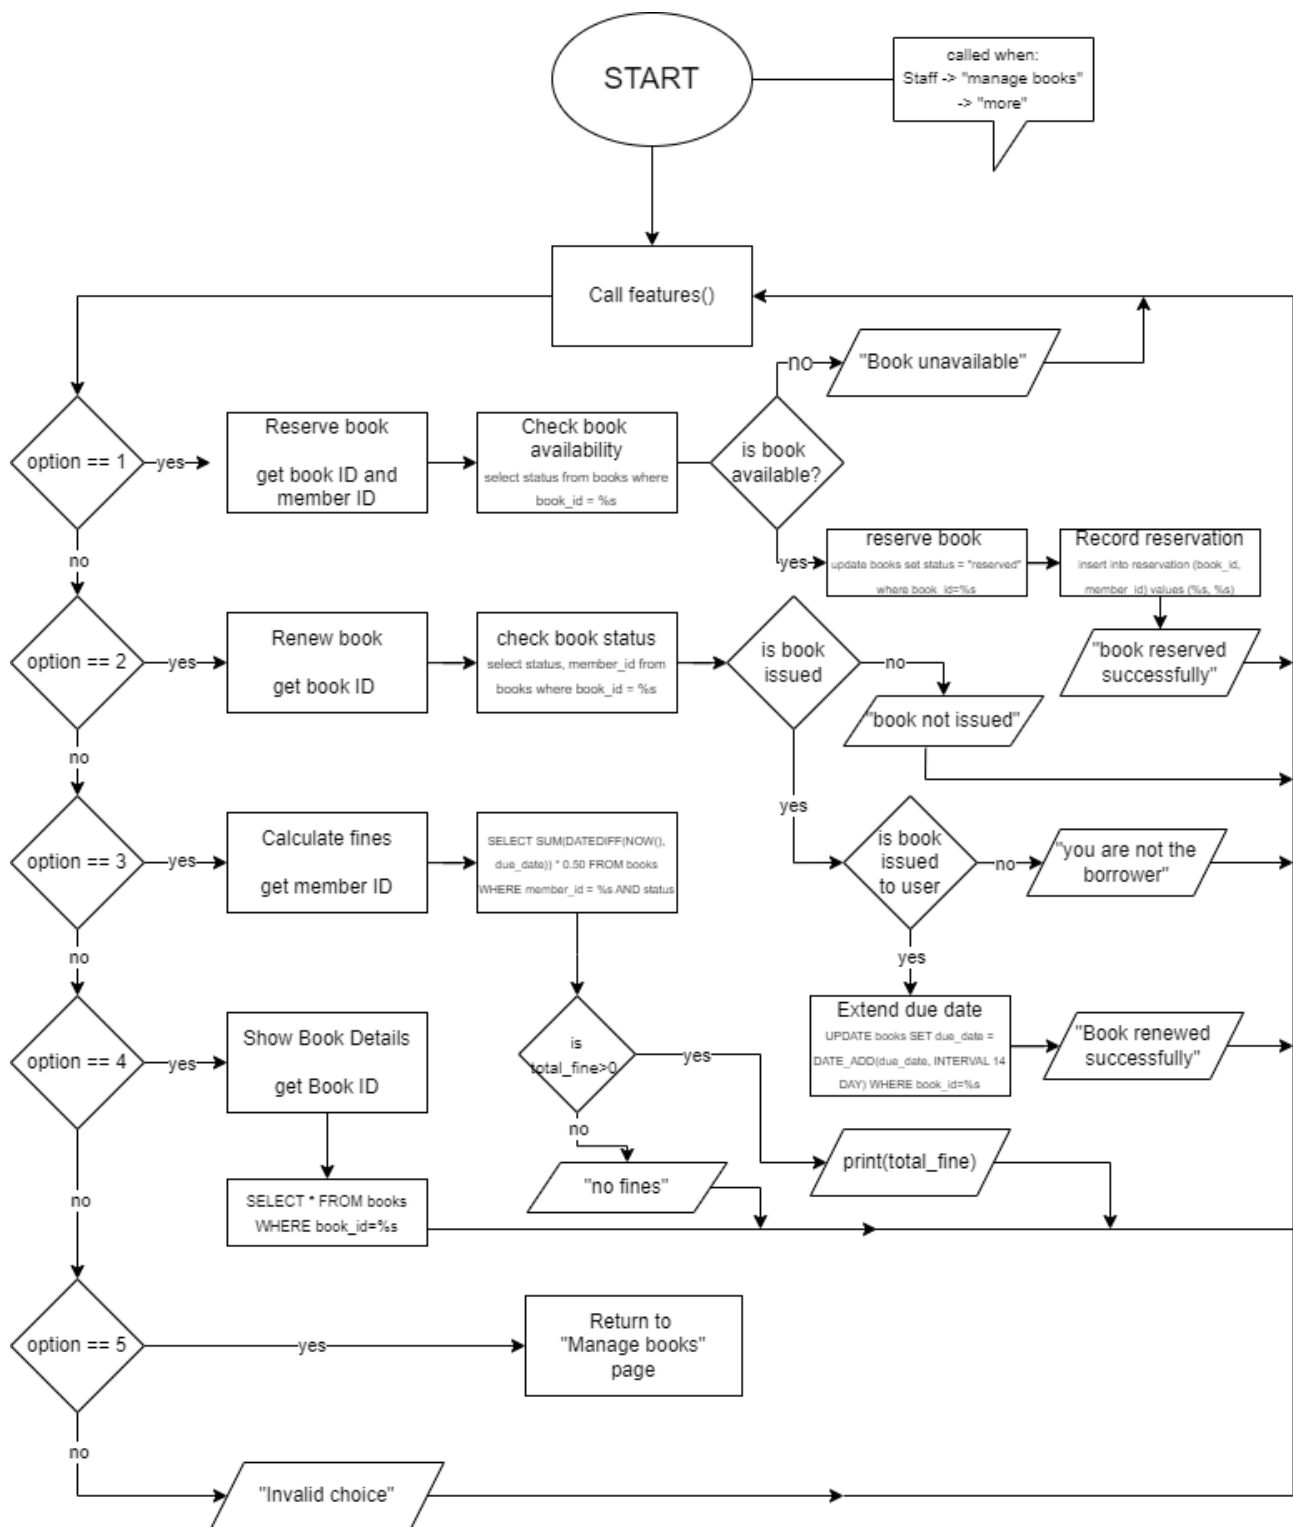 START
called when:
Staff -> "manage books"
-> "more"
Call features()
no
"Book unavailable"
option == 1
yes
Reserve book
get book ID and
member ID
Check book
availability
select status from books where
book_id = %s
is book
available?
no
yes
reserve book
update books set status = "reserved"
where book_id=%s
Record reservation
insert into reservation (book_id,
member_id) values (%s, %s)
"book reserved
successfully"
option == 2
yes
Renew book
get book ID
check book status
select status, member_id from
books where book_id = %s
is book
issued
no
"book not issued"
no
yes
option == 3
yes
Calculate fines
get member ID
SELECT SUM(DATEDIFF(NOW(),
due_date)) * 0.50 FROM books
WHERE member_id = %s AND status
is book
issued
to user
no
"you are not the
borrower"
no
yes
option == 4
yes
Show Book Details
get Book ID
is
total_fine>0
yes
Extend due date
UPDATE books SET due_date =
DATE_ADD(due_date, INTERVAL 14
DAY) WHERE book_id=%s
"Book renewed
successfully"
no
"no fines"
print(total_fine)
no
SELECT * FROM books
WHERE book_id=%s
option == 5
yes
Return to
"Manage books"
page
no
"Invalid choice"